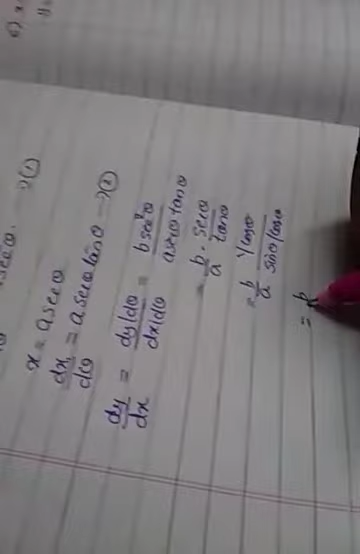 sec²θ. →①
x = a secθ
dx/dθ = a secθ tanθ →②
dy/dx = dy/dθ / dx/dθ = b sec²θ / a secθ tanθ
= b/a · secθ / tanθ
= b/a 1/cosθ / sinθ/cosθ
= b